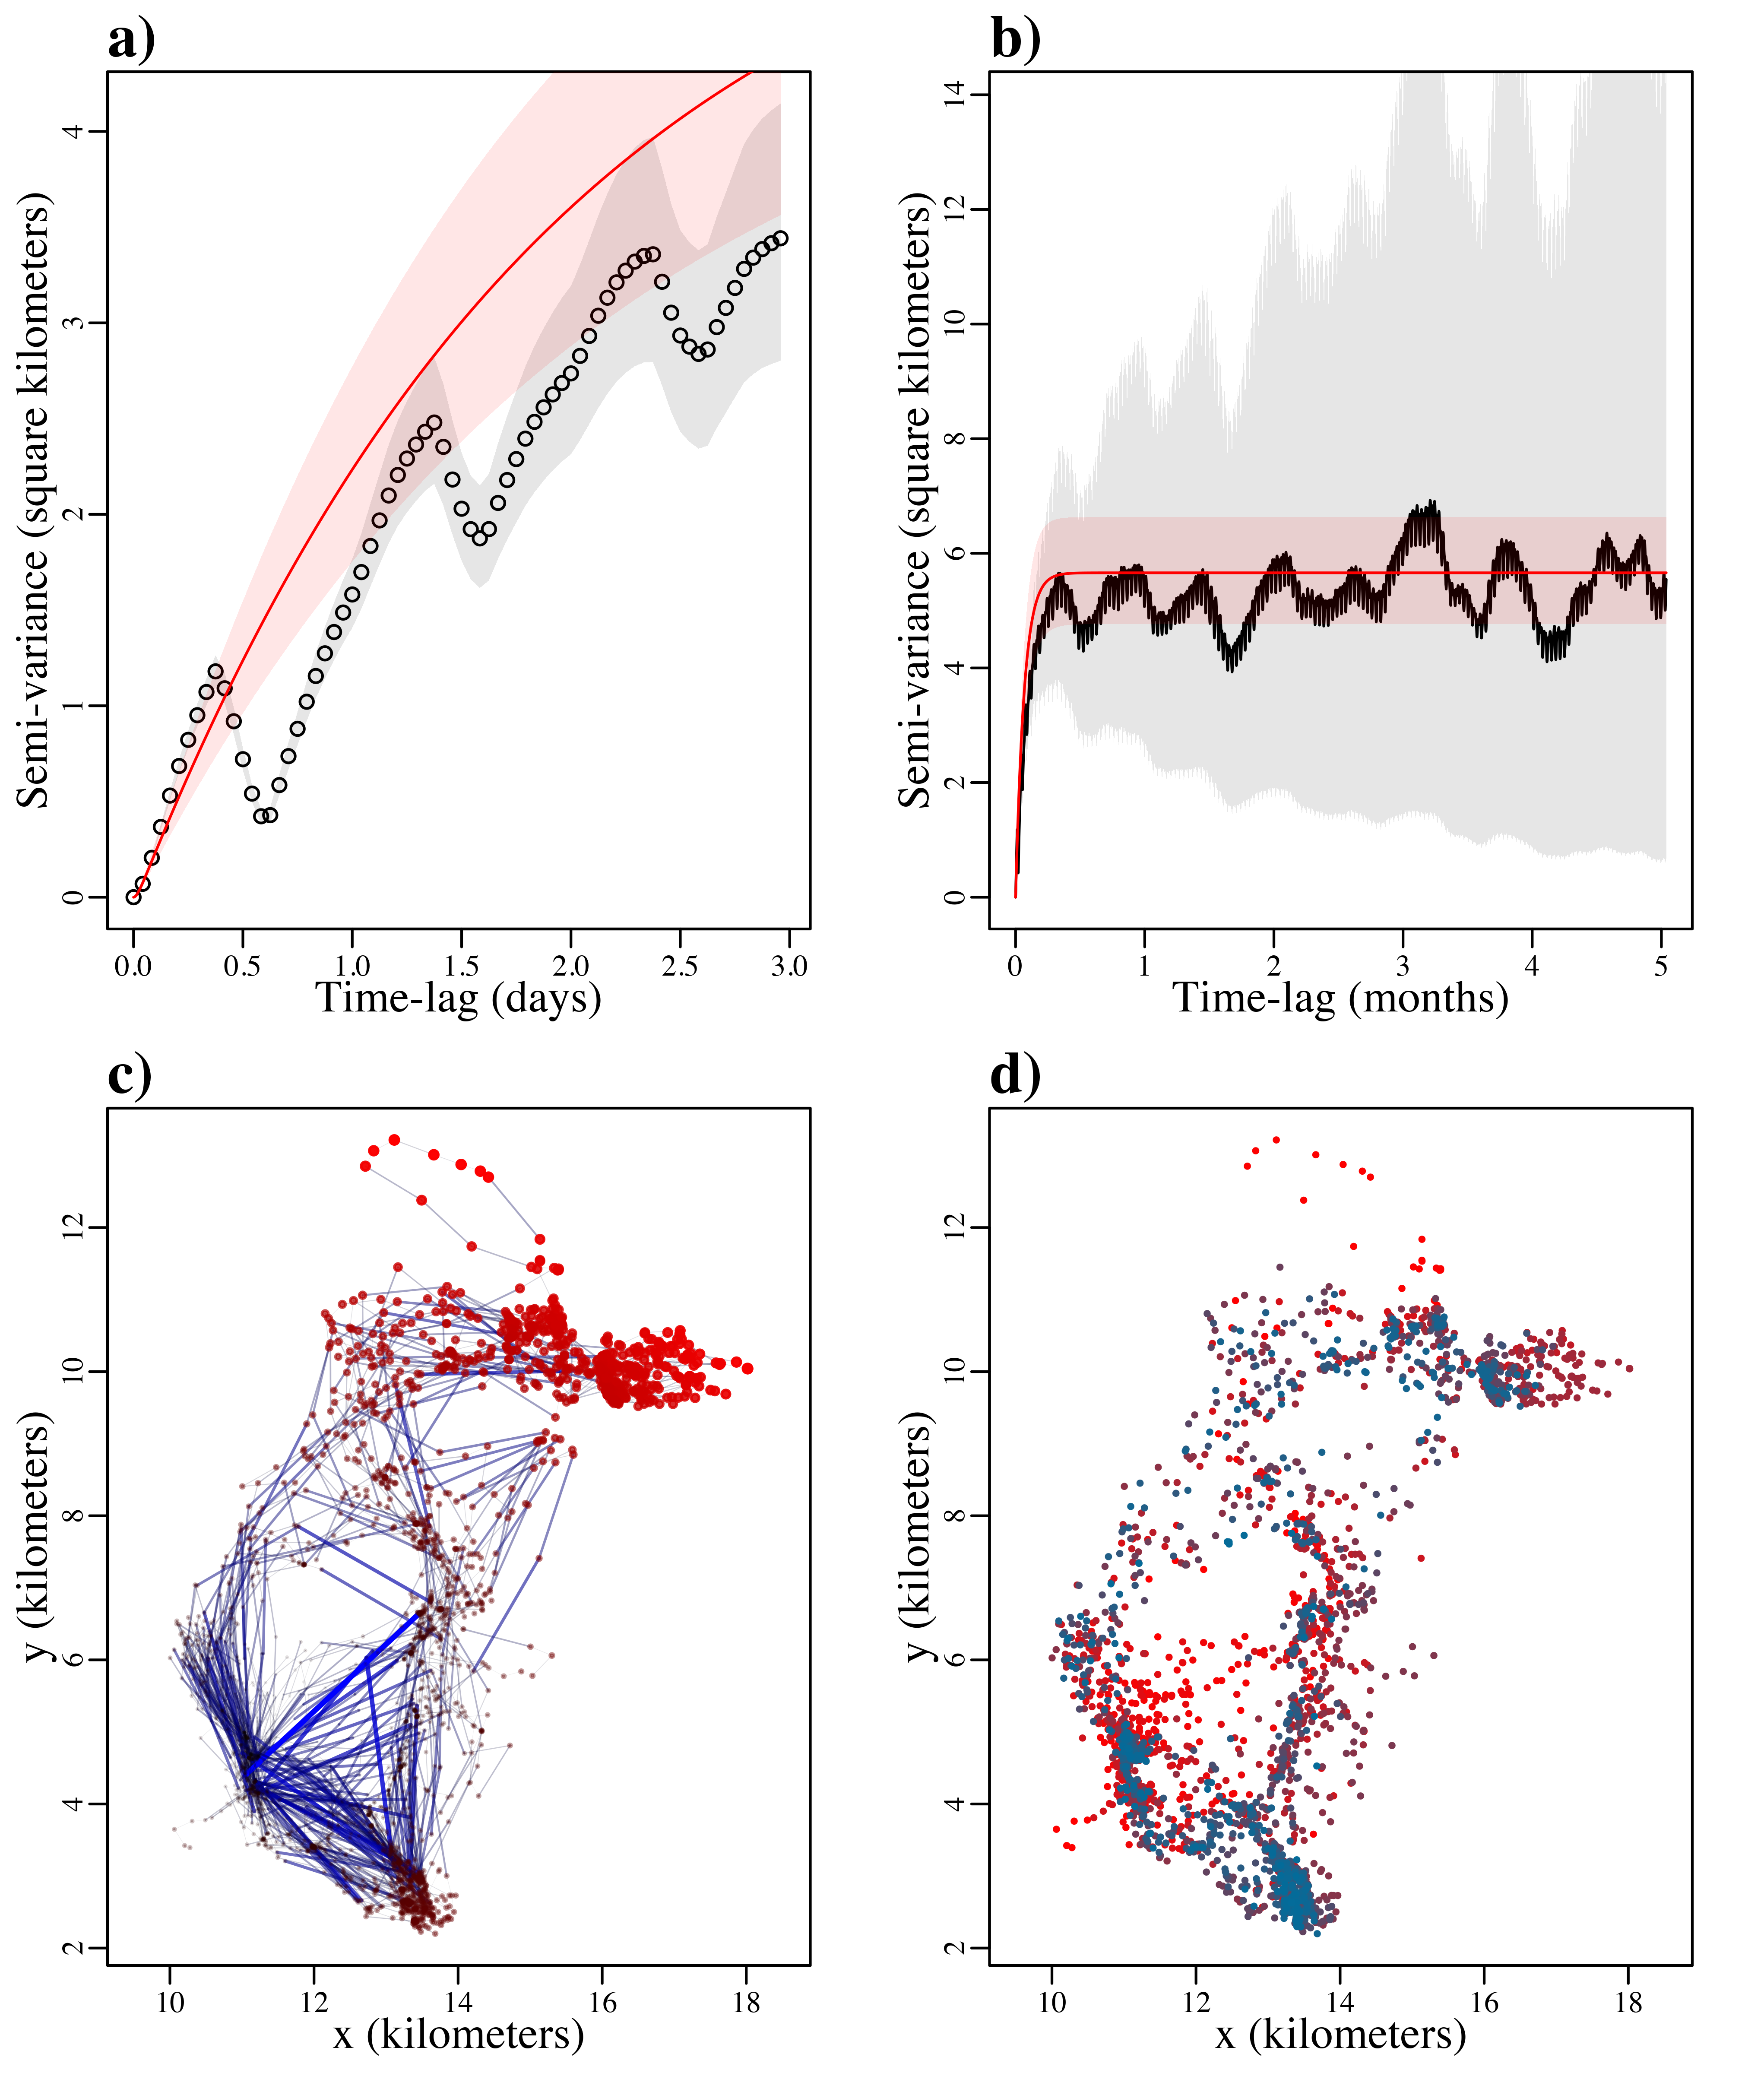 a)
Semi-variance (square kilometers)
4
3
2
1
0
0.0 0.5 1.0 1.5 2.0 2.5 3.0
Time-lag (days)
b)
Semi-variance (square kilometers)
14
12
10
8
6
4
2
0
0 1 2 3 4 5
Time-lag (months)
c)
y (kilometers)
12
10
8
6
4
2
10 12 14 16 18
x (kilometers)
d)
y (kilometers)
12
10
8
6
4
2
10 12 14 16 18
x (kilometers)